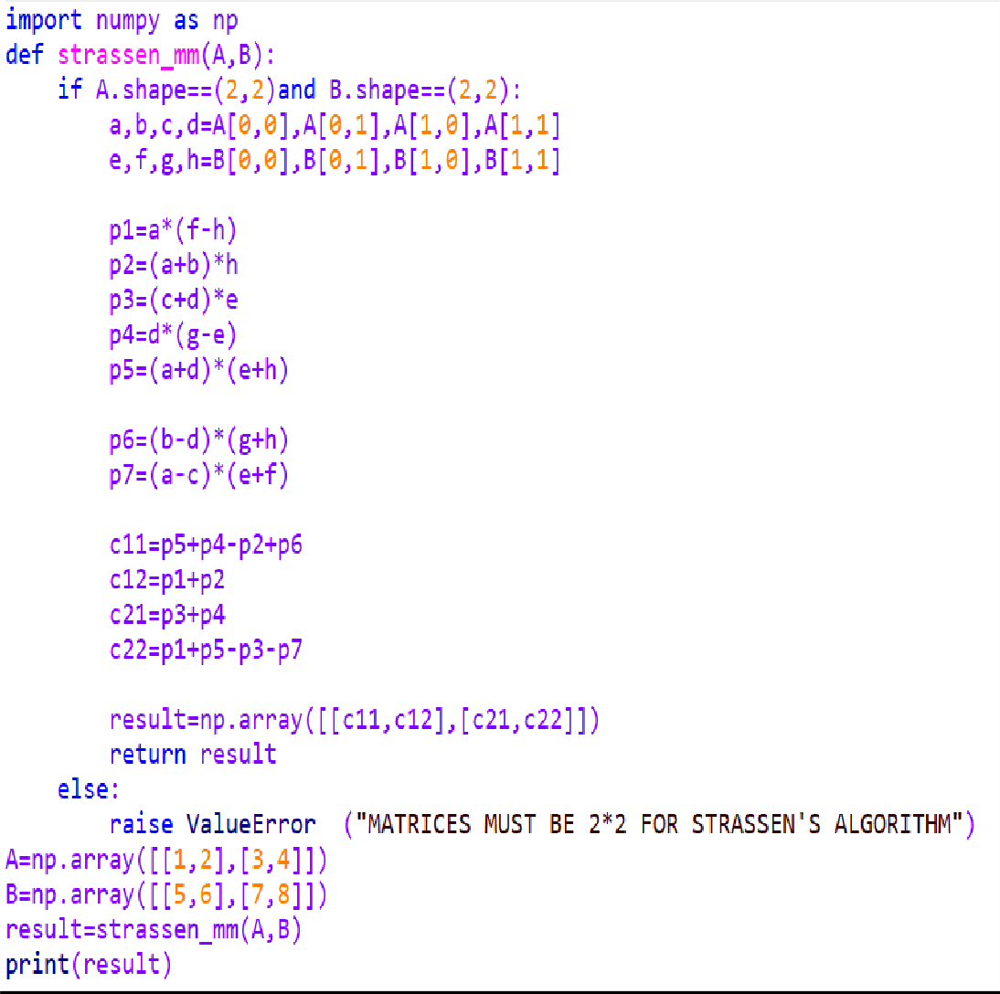 import numpy as np
def strassen_mm(A,B):
    if A.shape==(2,2)and B.shape==(2,2):
        a,b,c,d=A[0,0],A[0,1],A[1,0],A[1,1]
        e,f,g,h=B[0,0],B[0,1],B[1,0],B[1,1]

        p1=a*(f-h)
        p2=(a+b)*h
        p3=(c+d)*e
        p4=d*(g-e)
        p5=(a+d)*(e+h)

        p6=(b-d)*(g+h)
        p7=(a-c)*(e+f)

        c11=p5+p4-p2+p6
        c12=p1+p2
        c21=p3+p4
        c22=p1+p5-p3-p7

        result=np.array([[c11,c12],[c21,c22]])
        return result
    else:
        raise ValueError  ("MATRICES MUST BE 2*2 FOR STRASSEN'S ALGORITHM")
A=np.array([[1,2],[3,4]])
B=np.array([[5,6],[7,8]])
result=strassen_mm(A,B)
print(result)